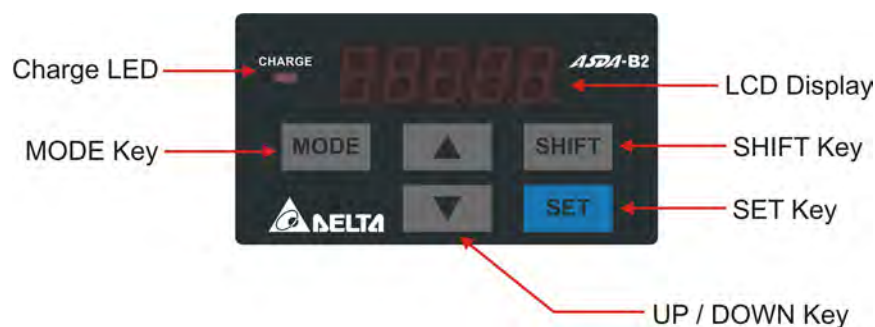 Charge LED
CHARGE
88888
ASDA-B2
LCD Display
MODE Key
MODE
▲
SHIFT
SHIFT Key
▼
SET
SET Key
DELTA
UP / DOWN Key